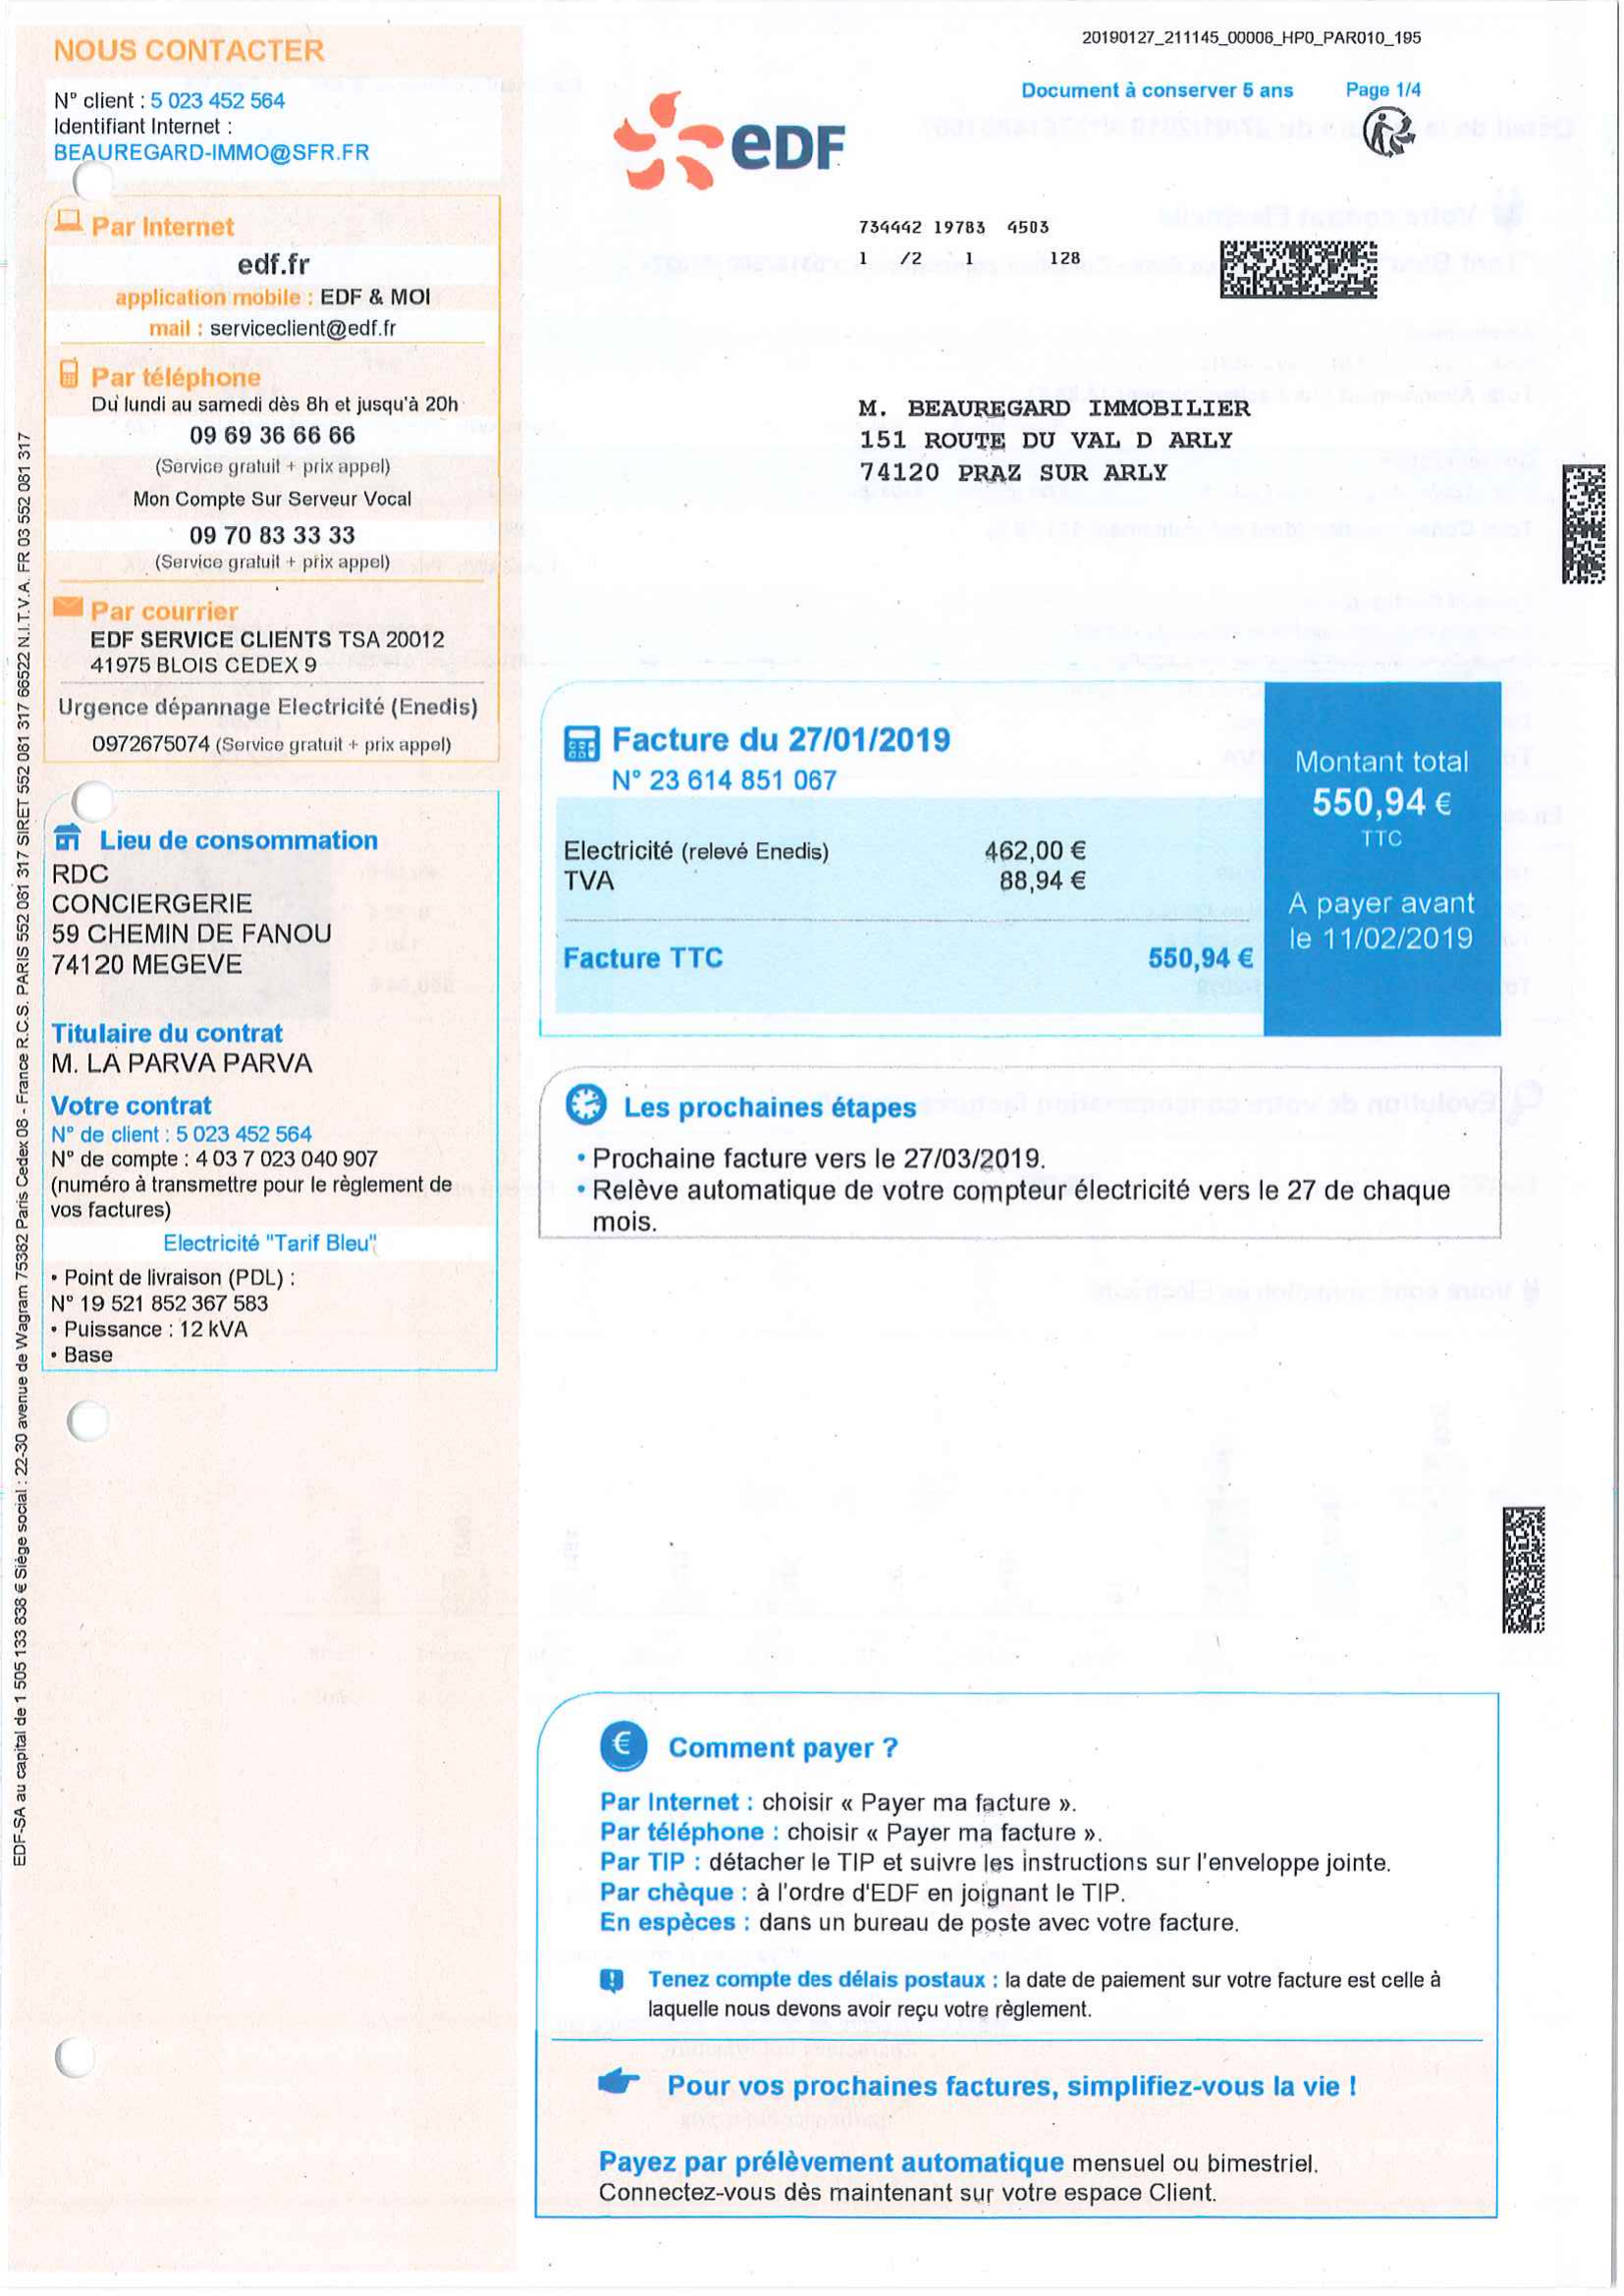 NOUS CONTACTER
N° client : 5 023 452 564
Identifiant Internet :
BEAUREGARD-IMMO@SFR.FR
Par Internet
edf.fr
application mobile : EDF & MOI
mail : serviceclient@edf.fr
Par téléphone
Du lundi au samedi dès 8h et jusqu'à 20h
09 69 36 66 66
(Service gratuit + prix appel)
Mon Compte Sur Serveur Vocal
09 70 83 33 33
(Service gratuit + prix appel)
Par courrier
EDF SERVICE CLIENTS TSA 20012
41975 BLOIS CEDEX 9
Urgence dépannage Electricité (Enedis)
0972675074 (Service gratuit + prix appel)
Lieu de consommation
RDC
CONCIERGERIE
59 CHEMIN DE FANOU
74120 MEGEVE
Titulaire du contrat
M. LA PARVA PARVA
Votre contrat
N° de client : 5 023 452 564
N° de compte : 4 03 7 023 040 907
(numéro à transmettre pour le règlement de
vos factures)
Electricité "Tarif Bleu"
• Point de livraison (PDL) :
N° 19 521 852 367 583
• Puissance : 12 kVA
• Base
EDF-SA au capital de 1 505 133 838 € Siège social : 22-30 avenue de Wagram 75382 Paris Cedex 08 - France R.C.S. PARIS 552 081 317 SIRET 552 081 317 66522 N.I.T.V.A. FR 03 552 081 317
20190127_211145_00006_HP0_PAR010_195
Document à conserver 5 ans Page 1/4
eDF
734442 19783 4503
1 /2 1 128
M. BEAUREGARD IMMOBILIER
151 ROUTE DU VAL D ARLY
74120 PRAZ SUR ARLY
Facture du 27/01/2019
N° 23 614 851 067
Electricité (relevé Enedis) 462,00 €
TVA 88,94 €
Facture TTC 550,94 €
Montant total
550,94 €
TTC
A payer avant
le 11/02/2019
Les prochaines étapes
• Prochaine facture vers le 27/03/2019.
• Relève automatique de votre compteur électricité vers le 27 de chaque
mois.
€ Comment payer ?
Par Internet : choisir « Payer ma facture ».
Par téléphone : choisir « Payer ma facture ».
Par TIP : détacher le TIP et suivre les instructions sur l'enveloppe jointe.
Par chèque : à l'ordre d'EDF en joignant le TIP.
En espèces : dans un bureau de poste avec votre facture.
Tenez compte des délais postaux : la date de paiement sur votre facture est celle à
laquelle nous devons avoir reçu votre règlement.
Pour vos prochaines factures, simplifiez-vous la vie !
Payez par prélèvement automatique mensuel ou bimestriel.
Connectez-vous dès maintenant sur votre espace Client.